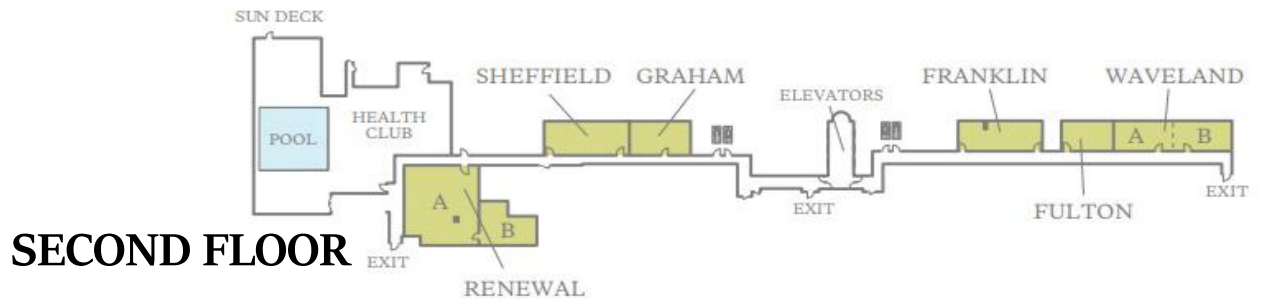 SUN DECK
SHEFFIELD GRAHAM
FRANKLIN WAVELAND
ELEVATORS
HEALTH
CLUB
POOL
A B
A
B
EXIT
EXIT
FULTON
SECOND FLOOR
EXIT
RENEWAL